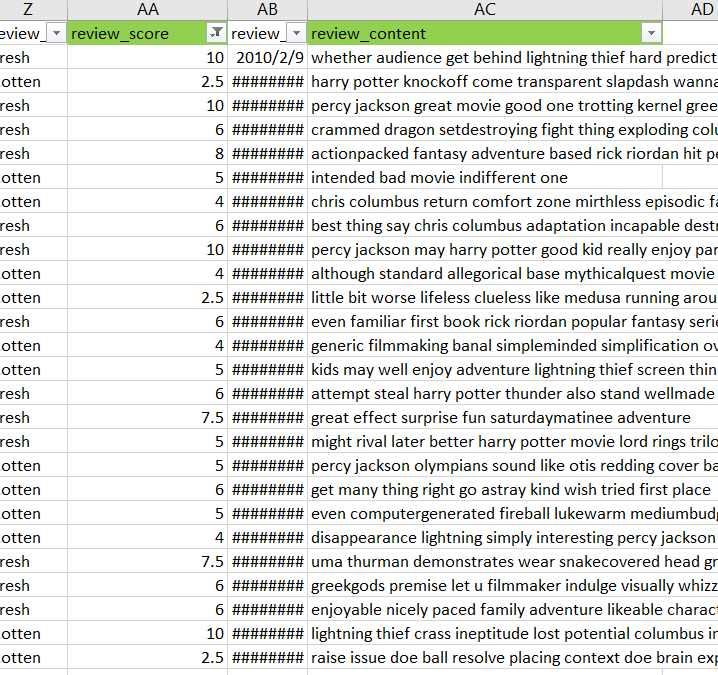 Z AA AB AC AD
eview_ review_score review_ review_content
resh 10 2010/2/9 whether audience get behind lightning thief hard predict
otten 2.5 ######## harry potter knockoff come transparent slapdash wanna
resh 10 ######## percy jackson great movie good one trotting kernel gree
resh 6 ######## crammed dragon setdestroying fight thing exploding colu
resh 8 ######## actionpacked fantasy adventure based rick riordan hit pe
otten 5 ######## intended bad movie indifferent one
otten 4 ######## chris columbus return comfort zone mirthless episodic fa
resh 6 ######## best thing say chris columbus adaptation incapable destr
resh 10 ######## percy jackson may harry potter good kid really enjoy par
otten 4 ######## although standard allegorical base mythicalquest movie
otten 2.5 ######## little bit worse lifeless clueless like medusa running arou
resh 6 ######## even familiar first book rick riordan popular fantasy serie
otten 4 ######## generic filmmaking banal simpleminded simplification ov
otten 5 ######## kids may well enjoy adventure lightning thief screen thin
resh 6 ######## attempt steal harry potter thunder also stand wellmade
resh 7.5 ######## great effect surprise fun saturdaymatinee adventure
resh 5 ######## might rival later better harry potter movie lord rings trilo
otten 5 ######## percy jackson olympians sound like otis redding cover ba
otten 6 ######## get many thing right go astray kind wish tried first place
otten 5 ######## even computergenerated fireball lukewarm mediumbudg
otten 4 ######## disappearance lightning simply interesting percy jackson
resh 7.5 ######## uma thurman demonstrates wear snakecovered head gr
resh 6 ######## greekgods premise let u filmmaker indulge visually whizz
resh 6 ######## enjoyable nicely paced family adventure likeable charact
otten 10 ######## lightning thief crass ineptitude lost potential columbus in
otten 2.5 ######## raise issue doe ball resolve placing context doe brain exp